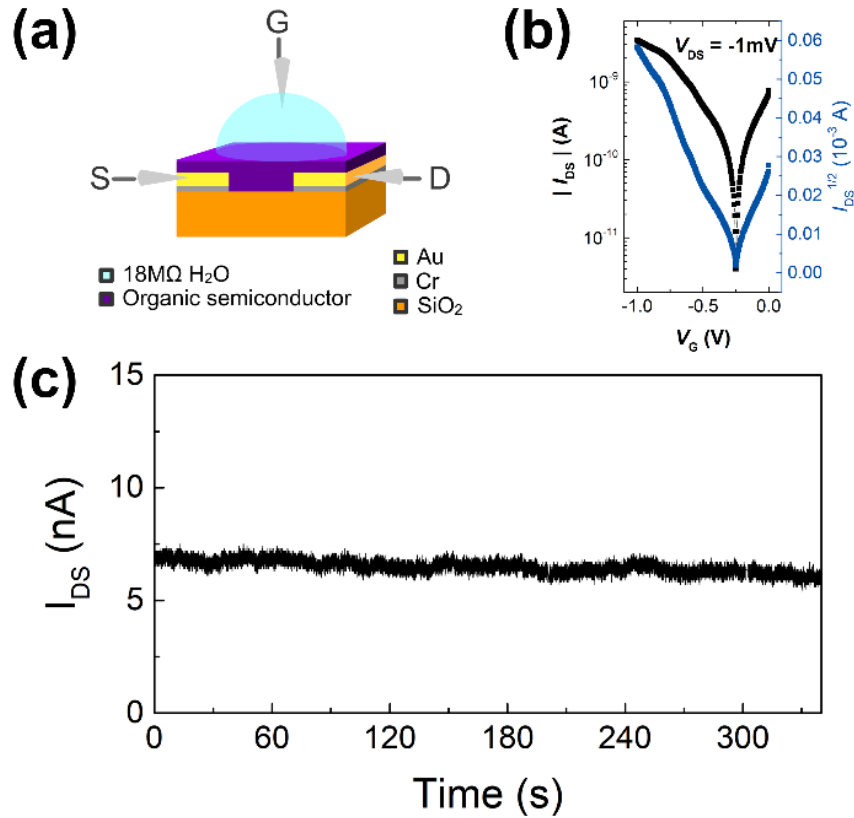 (a)
G
S
D
18MΩ H₂O
Organic semiconductor
Au
Cr
SiO₂
(b)
V_DS = -1mV
| I_DS | (A)
10⁻⁹
10⁻¹⁰
10⁻¹¹
0.06
0.05
0.04
0.03
0.02
0.01
0.00
I_DS^1/2 (10⁻³ A)
-1.0 -0.5 0.0
V_G (V)
(c)
I_DS (nA)
15
10
5
0
0 60 120 180 240 300
Time (s)